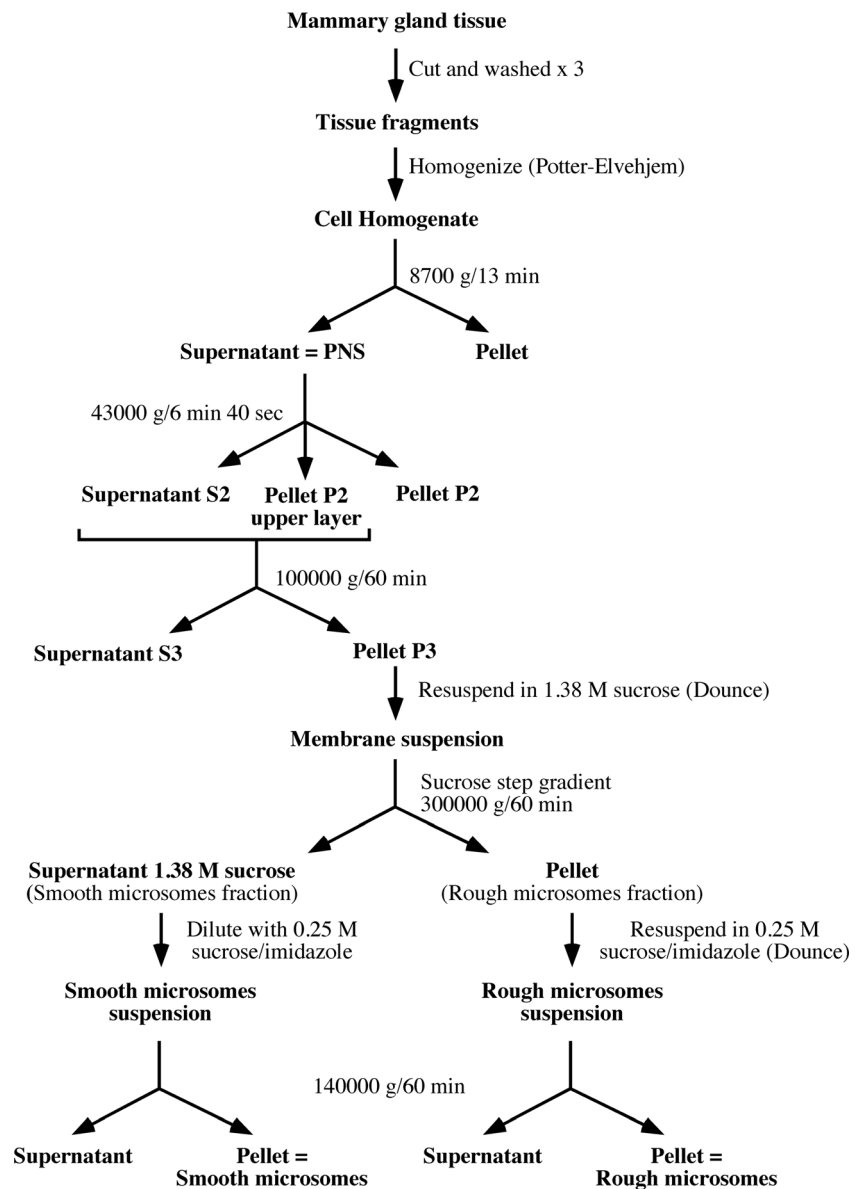 Mammary gland tissue
Cut and washed x 3
Tissue fragments
Homogenize (Potter-Elvehjem)
Cell Homogenate
8700 g/13 min
Supernatant = PNS
Pellet
43000 g/6 min 40 sec
Supernatant S2
Pellet P2
upper layer
Pellet P2
100000 g/60 min
Supernatant S3
Pellet P3
Resuspend in 1.38 M sucrose (Dounce)
Membrane suspension
Sucrose step gradient
300000 g/60 min
Supernatant 1.38 M sucrose
(Smooth microsomes fraction)
Pellet
(Rough microsomes fraction)
Dilute with 0.25 M
sucrose/imidazole
Resuspend in 0.25 M
sucrose/imidazole (Dounce)
Smooth microsomes
suspension
Rough microsomes
suspension
140000 g/60 min
Supernatant
Pellet =
Smooth microsomes
Supernatant
Pellet =
Rough microsomes